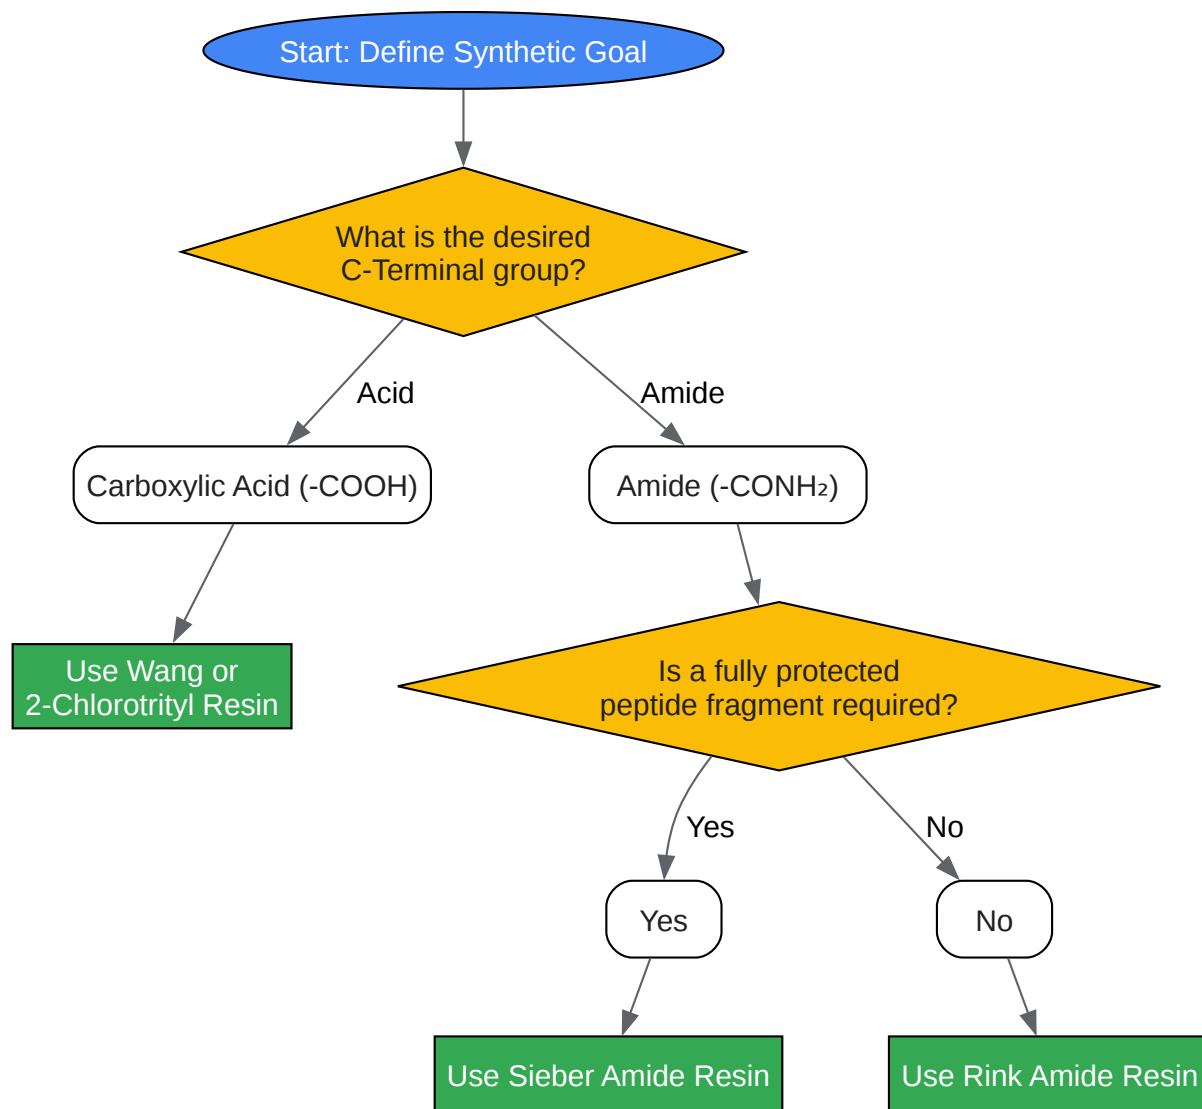 Start: Define Synthetic Goal
What is the desired
C-Terminal group?
Acid
Amide
Carboxylic Acid (-COOH)
Amide (-CONH₂)
Use Wang or
2-Chlorotrityl Resin
Is a fully protected
peptide fragment required?
Yes
No
Yes
No
Use Sieber Amide Resin
Use Rink Amide Resin